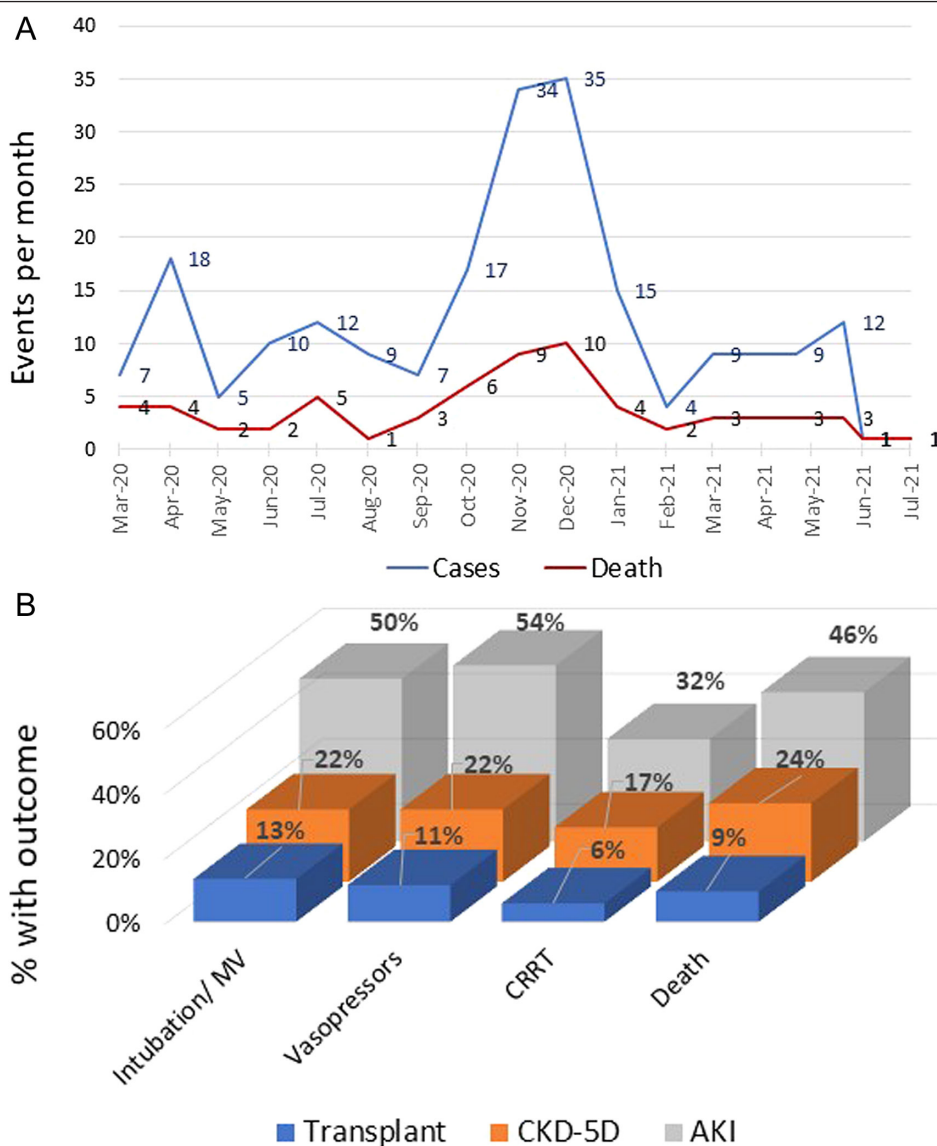 A
Events per month
40
35
30
25
20
15
10
5
0
7 18 5 10 12 9 7 17 34 35 15 4 9 9 12 1
4 4 2 2 5 1 3 6 9 10 4 2 3 3 3 1 1
Mar-20 Apr-20 May-20 Jun-20 Jul-20 Aug-20 Sep-20 Oct-20 Nov-20 Dec-20 Jan-21 Feb-21 Mar-21 Apr-21 May-21 Jun-21 Jul-21
Cases Death
B
% with outcome
60%
40%
20%
0%
50% 54% 32% 46%
22% 22% 17% 24%
13% 11% 6% 9%
Intubation/ MV Vasopressors CRRT Death
Transplant CKD-5D AKI